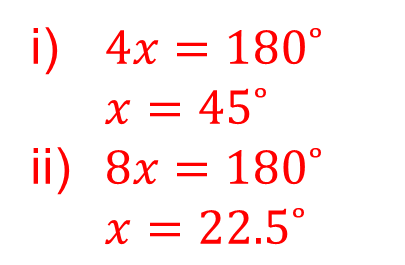 i) 4x = 180°
x = 45°
ii) 8x = 180°
x = 22.5°